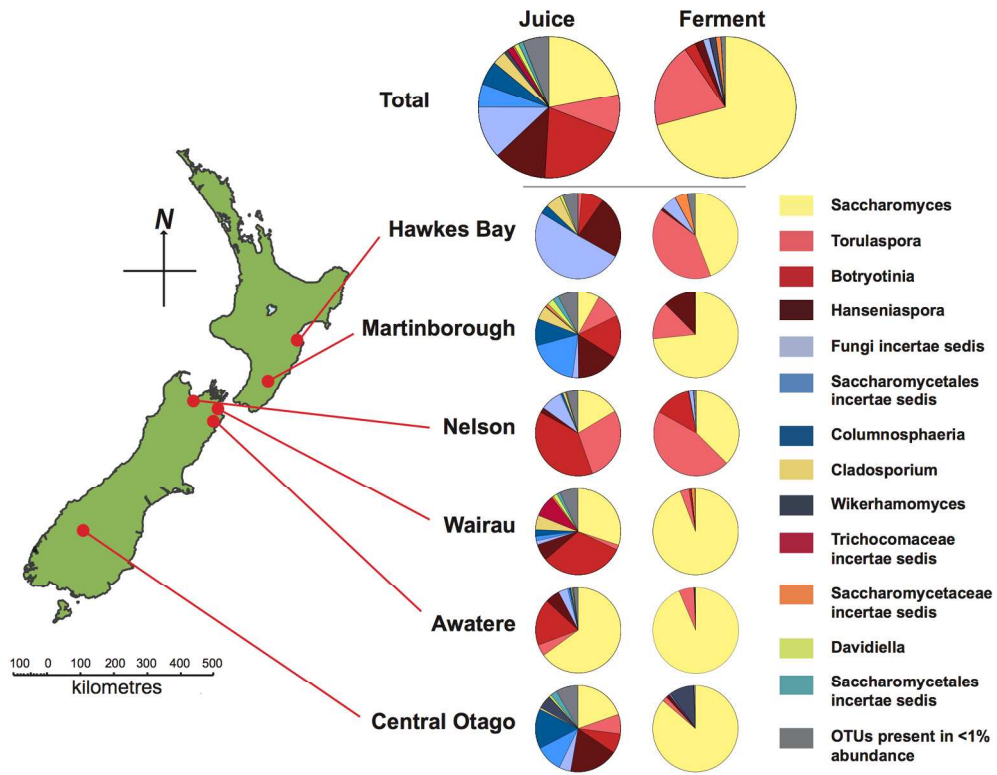 Juice
Ferment
Total
N
Hawkes Bay
Martinborough
Nelson
Wairau
Awatere
Central Otago
100 0 100 200 300 400 500
kilometres
Saccharomyces
Torulaspora
Botryotinia
Hanseniaspora
Fungi incertae sedis
Saccharomycetales
incertae sedis
Columnosphaeria
Cladosporium
Wikerhamomyces
Trichocomaceae
incertae sedis
Saccharomycetaceae
incertae sedis
Davidiella
Saccharomycetales
incertae sedis
OTUs present in <1%
abundance